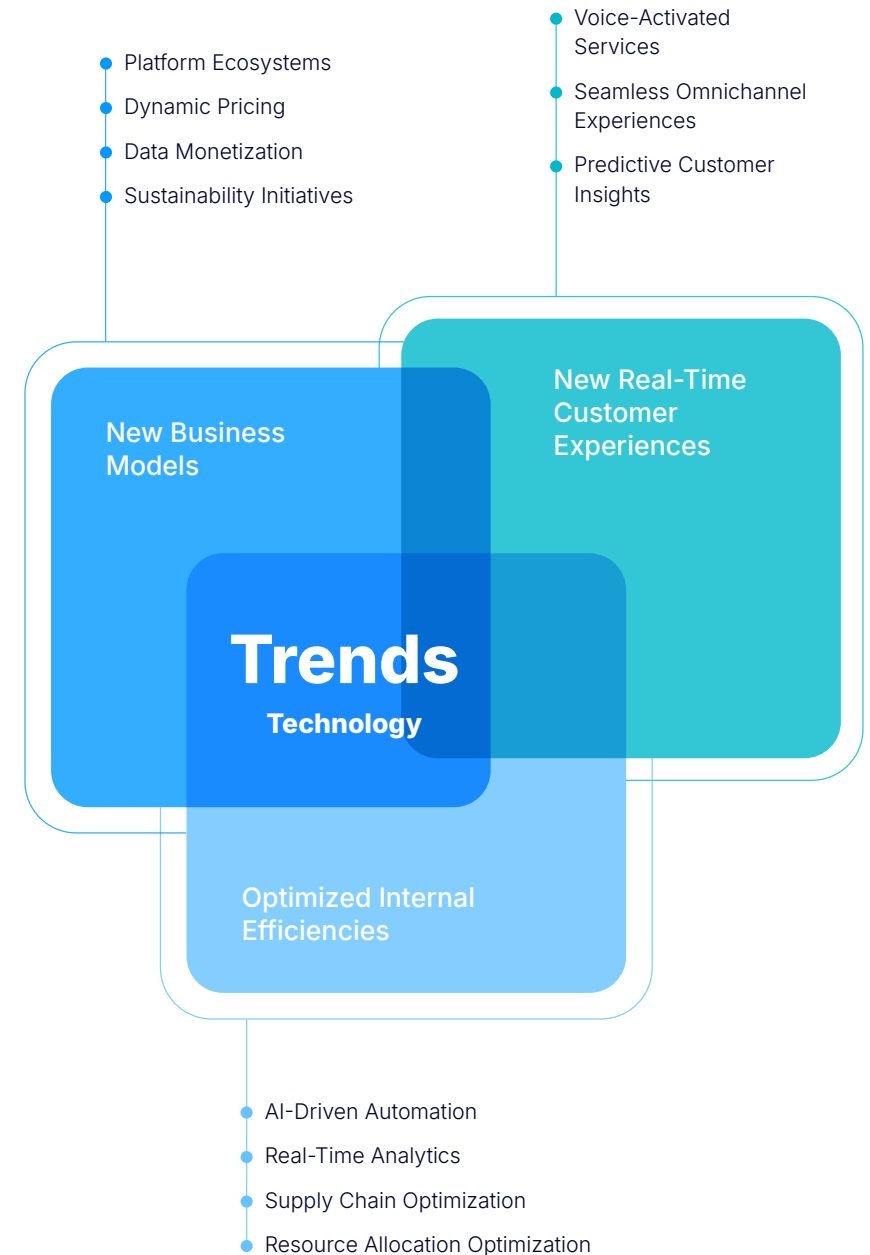 Platform Ecosystems
Dynamic Pricing
Data Monetization
Sustainability Initiatives
Voice-Activated
Services
Seamless Omnichannel
Experiences
Predictive Customer
Insights
New Business
Models
New Real-Time
Customer
Experiences
Trends
Technology
Optimized Internal
Efficiencies
AI-Driven Automation
Real-Time Analytics
Supply Chain Optimization
Resource Allocation Optimization